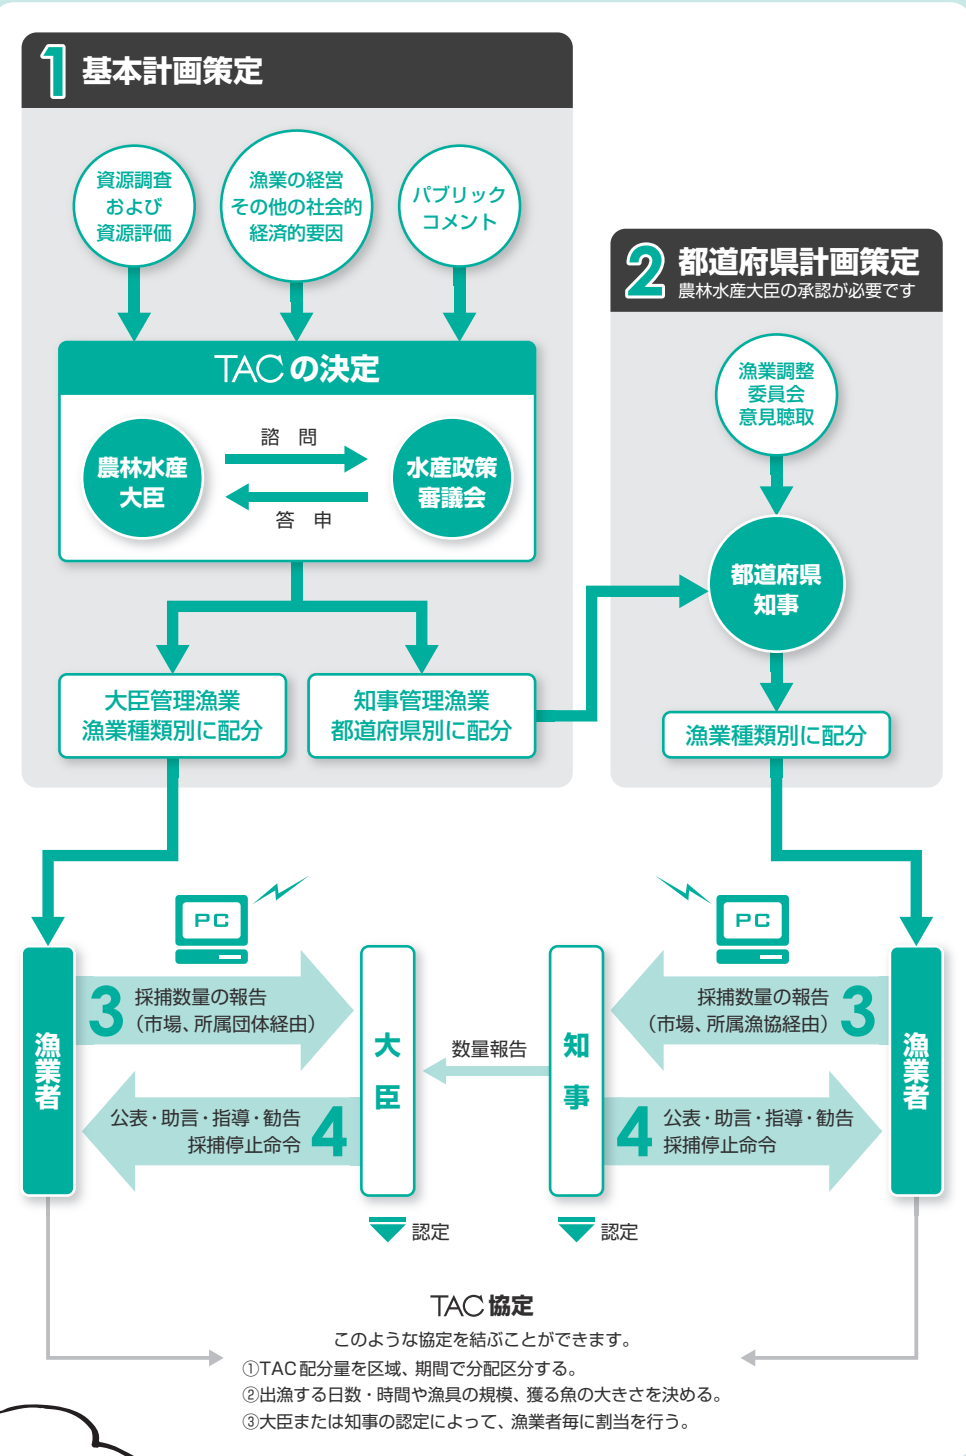 1 基本計画策定
資源調査
および
資源評価
漁業の経営
その他の社会的
経済的要因
パブリック
コメント
TACの決定
農林水産
大臣
諮 問
答 申
水産政策
審議会
大臣管理漁業
漁業種類別に配分
知事管理漁業
都道府県別に配分
2 都道府県計画策定
農林水産大臣の承認が必要です
漁業調整
委員会
意見聴取
都道府県
知事
漁業種類別に配分
PC
PC
漁業者
3 採捕数量の報告
(市場、所属団体経由)
公表・助言・指導・勧告
採捕停止命令 4
大臣
数量報告
知事
採捕数量の報告
(市場、所属漁協経由) 3
4 公表・助言・指導・勧告
採捕停止命令
漁業者
認定
認定
TAC協定
このような協定を結ぶことができます。
①TAC配分量を区域、期間で分配区分する。
②出漁する日数・時間や漁具の規模、獲る魚の大きさを決める。
③大臣または知事の認定によって、漁業者毎に割当を行う。